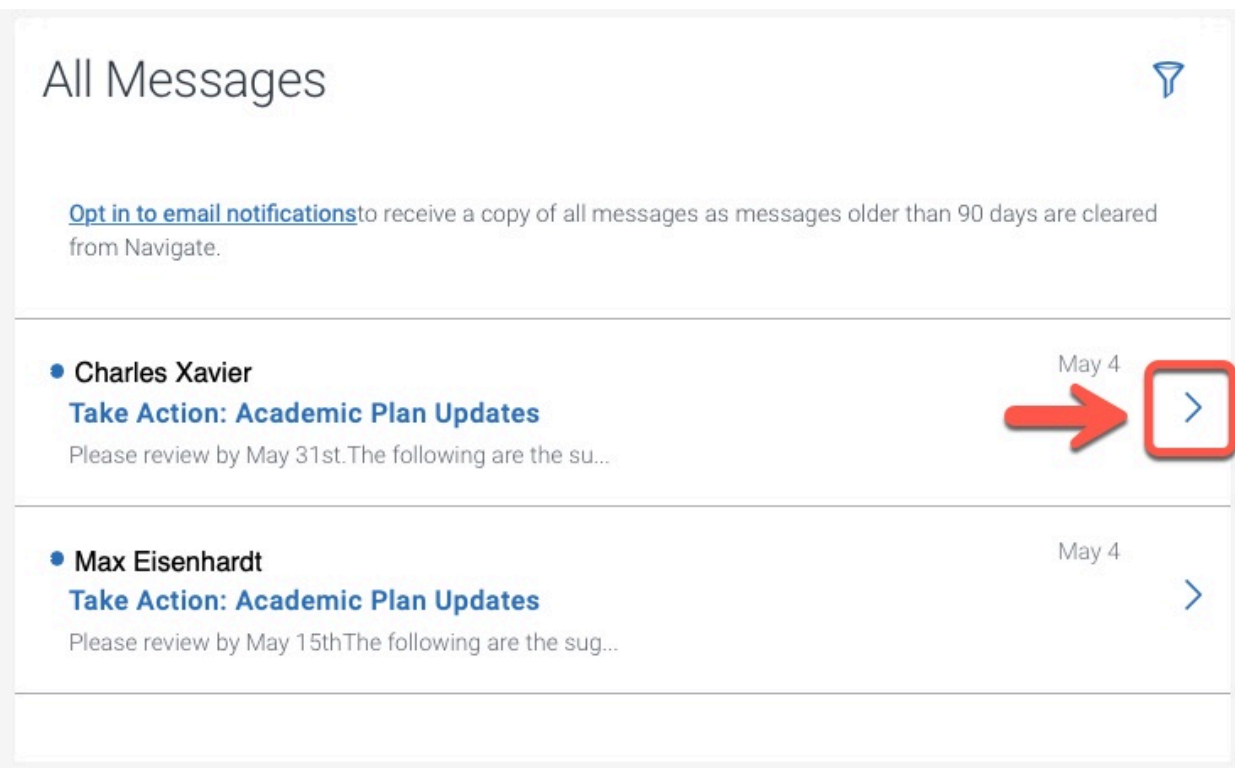 All Messages
Opt in to email notificationsto receive a copy of all messages as messages older than 90 days are cleared
from Navigate.
Charles Xavier
May 4
Take Action: Academic Plan Updates
Please review by May 31st.The following are the su...
Max Eisenhardt
May 4
Take Action: Academic Plan Updates
Please review by May 15thThe following are the sug...